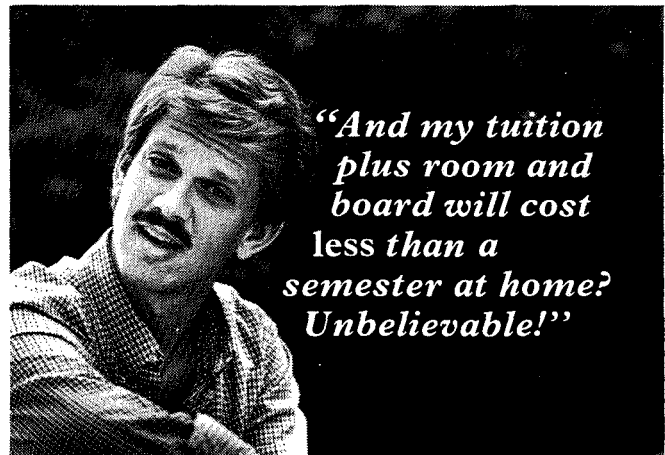 “And my tuition
plus room and
board will cost
less than a
semester at home?
Unbelievable!”